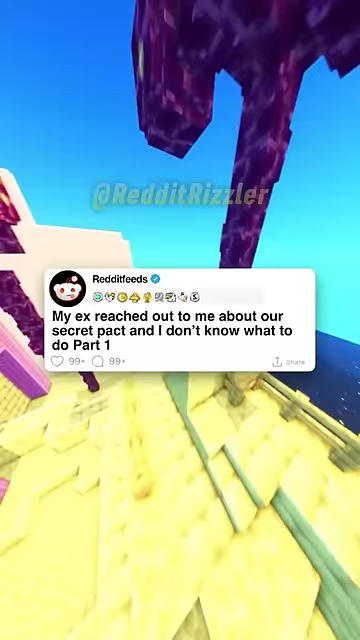 @RedditRizzler
Redditfeeds
My ex reached out to me about our
secret pact and I don't know what to
do Part 1
99+ 99+ Share